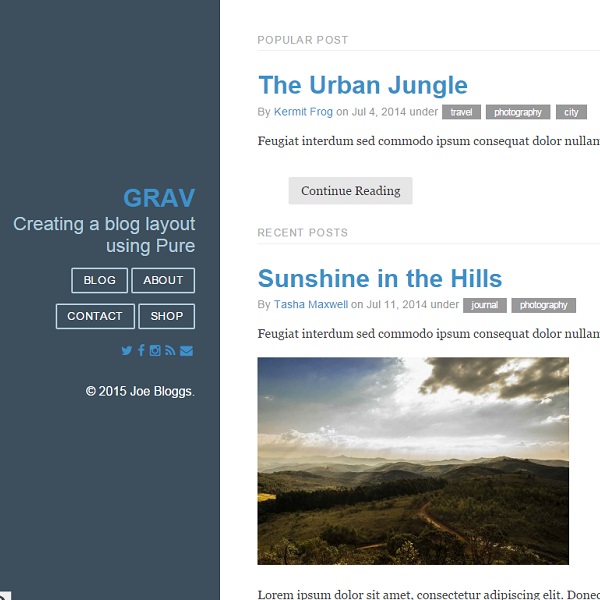 GRAV
Creating a blog layout
using Pure
BLOG
ABOUT
CONTACT
SHOP
© 2015 Joe Bloggs.
POPULAR POST
The Urban Jungle
By Kermit Frog on Jul 4, 2014 under travel photography city
Feugiat interdum sed commodo ipsum consequat dolor nullam
Continue Reading
RECENT POSTS
Sunshine in the Hills
By Tasha Maxwell on Jul 11, 2014 under journal photography
Feugiat interdum sed commodo ipsum consequat dolor nullam
Lorem ipsum dolor sit amet, consectetur adipiscing elit. Donec